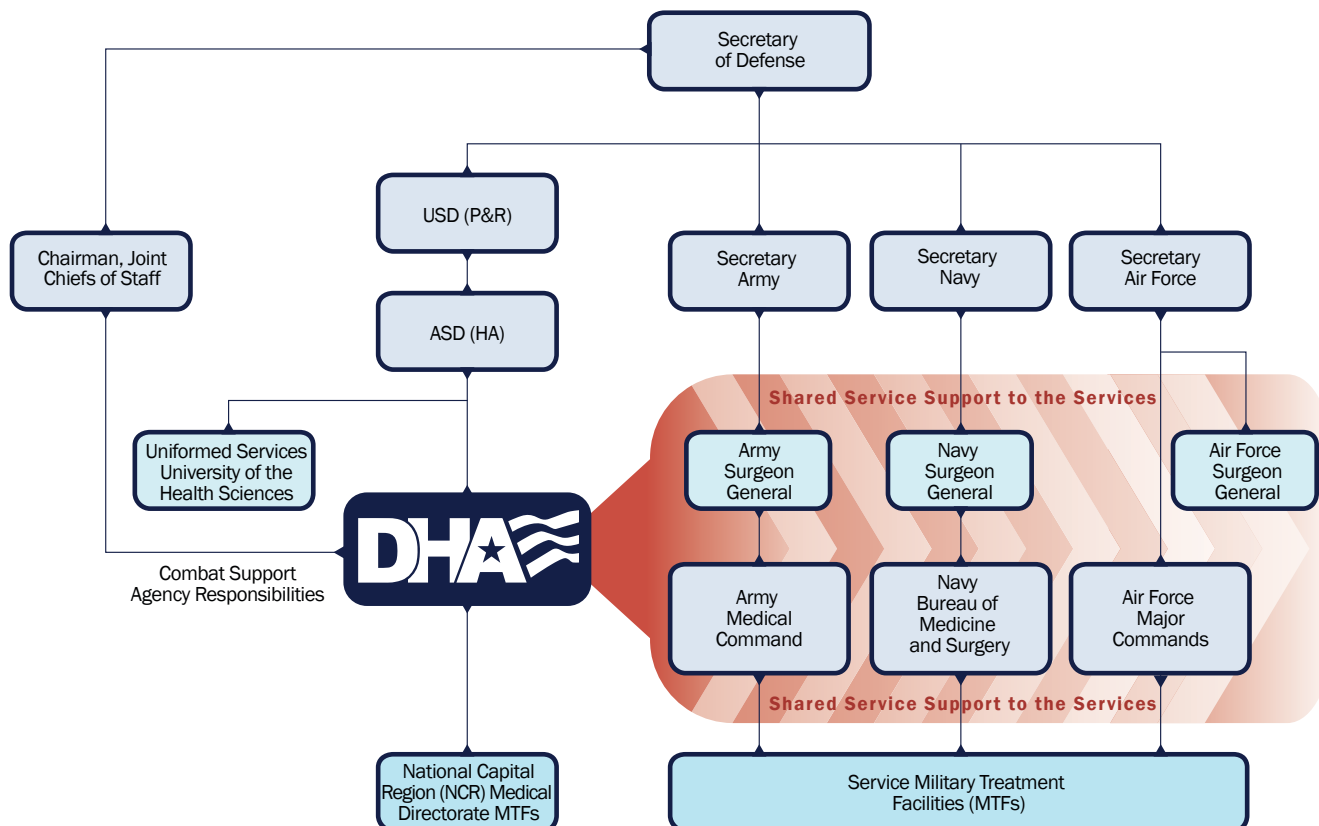 Secretary
of Defense
USD (P&R)
Chairman, Joint
Chiefs of Staff
Secretary
Army
Secretary
Navy
Secretary
Air Force
ASD (HA)
Shared Service Support to the Services
Uniformed Services
University of the
Health Sciences
Army
Surgeon
General
Navy
Surgeon
General
Air Force
Surgeon
General
DHA
Combat Support
Agency Responsibilities
Army
Medical
Command
Navy
Bureau of
Medicine
and Surgery
Air Force
Major
Commands
Shared Service Support to the Services
National Capital
Region (NCR) Medical
Directorate MTFs
Service Military Treatment
Facilities (MTFs)